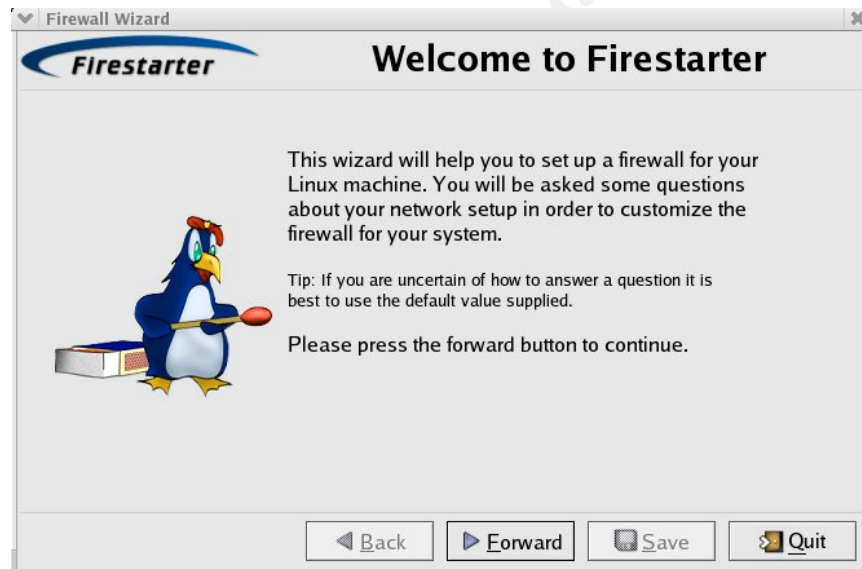 Firewall Wizard
Firestarter
Welcome to Firestarter
This wizard will help you to set up a firewall for your
Linux machine. You will be asked some questions
about your network setup in order to customize the
firewall for your system.
Tip: If you are uncertain of how to answer a question it is
best to use the default value supplied.
Please press the forward button to continue.
Back
Forward
Save
Quit